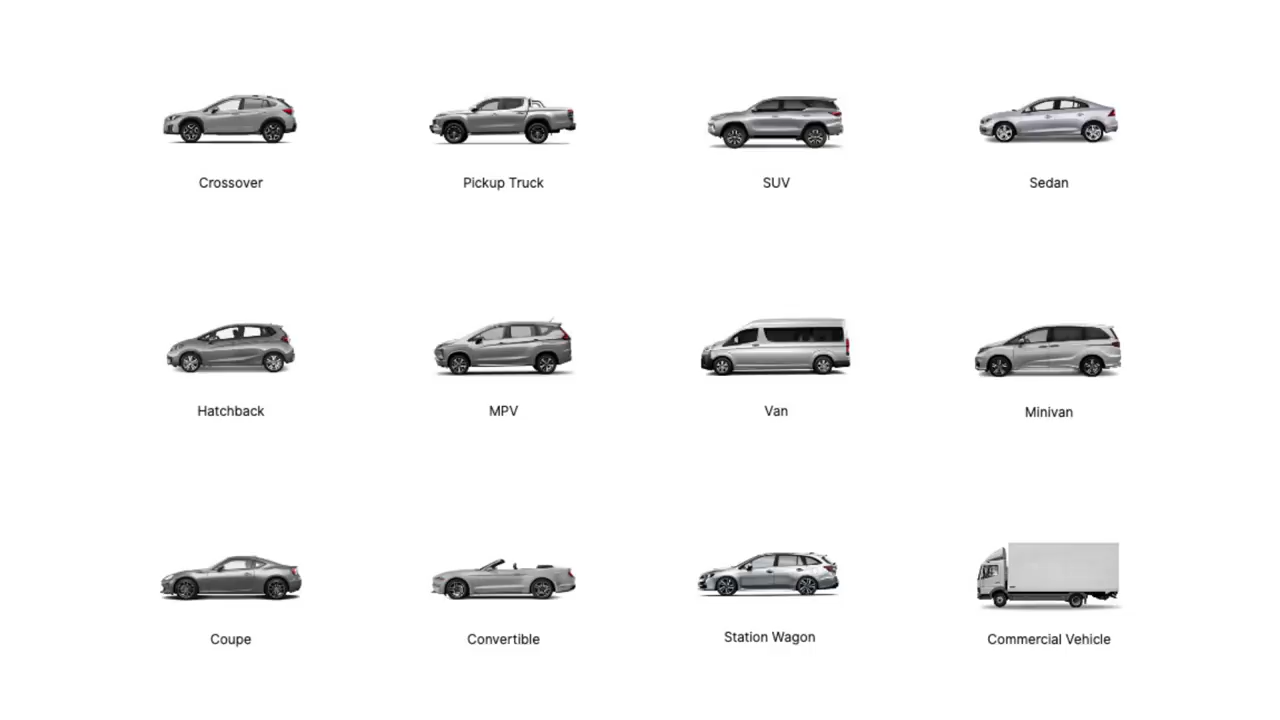 Crossover
Pickup Truck
SUV
Sedan
Hatchback
MPV
Van
Minivan
Coupe
Convertible
Station Wagon
Commercial Vehicle